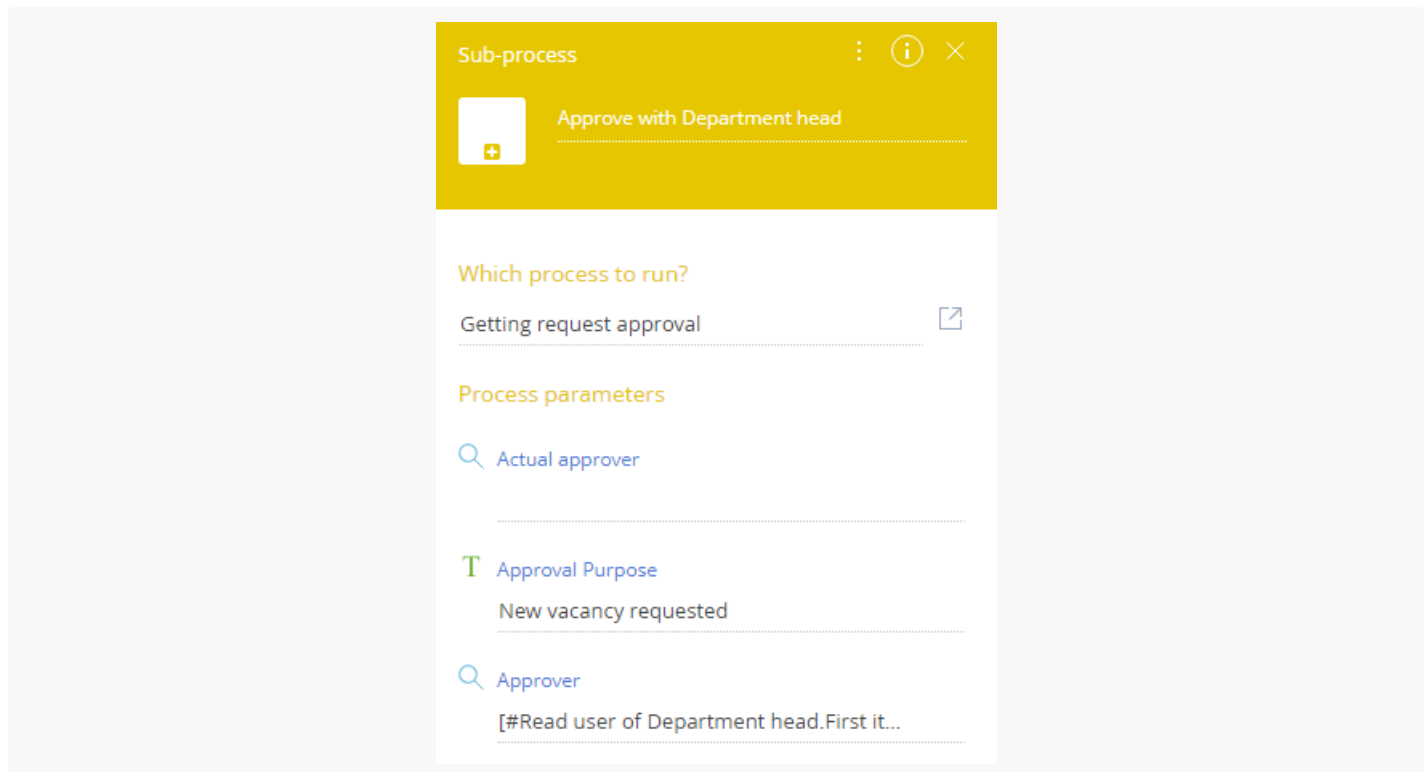 Sub-process
Approve with Department head
Which process to run?
Getting request approval
Process parameters
Actual approver
T Approval Purpose
New vacancy requested
Approver
[#Read user of Department head.First it...